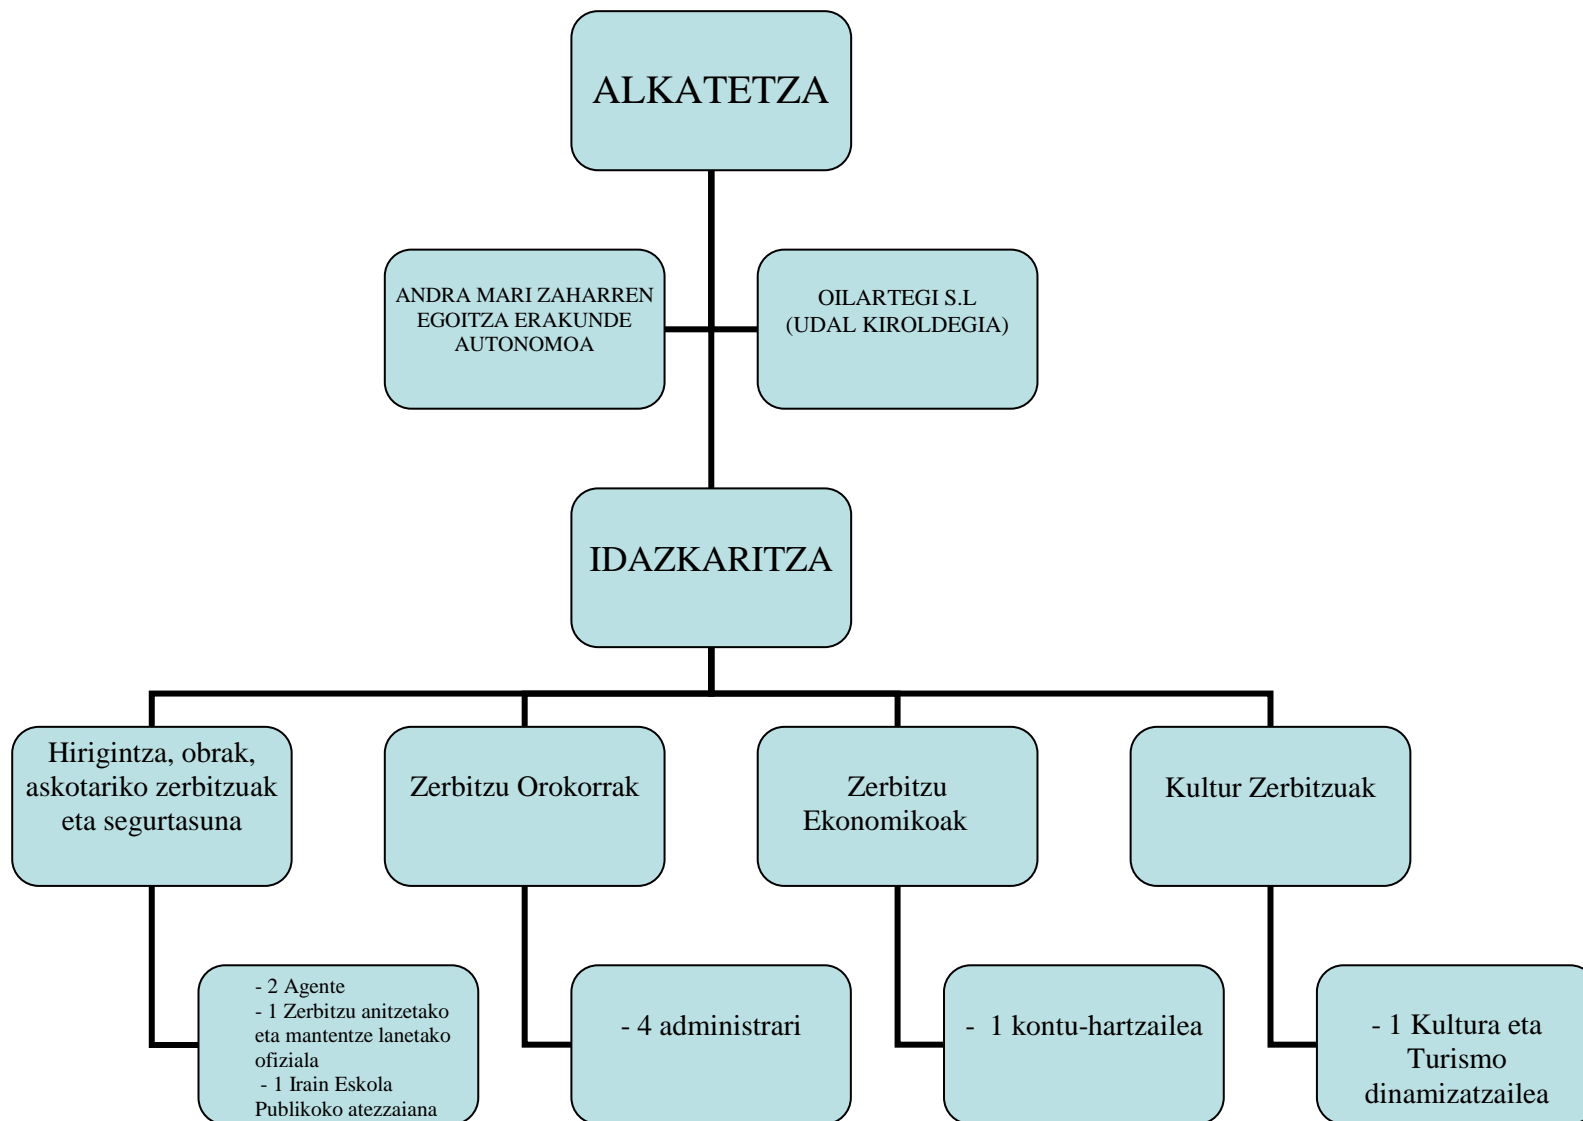 ALKATETZA
ANDRA MARI ZAHARREN
EGOITZA ERAKUNDE
AUTONOMOA
OILARTEGI S.L
(UDAL KIROLDEGIA)
IDAZKARITZA
Hirigintza, obrak,
askotariko zerbitzuak
eta segurtasuna
Zerbitzu Orokorrak
Zerbitzu
Ekonomikoak
Kultur Zerbitzuak
- 2 Agente
- 1 Zerbitzu anitzetako
eta mantentze lanetako
ofiziala
- 1 Irain Eskola
Publikoko atezzaiana
- 4 administrari
- 1 kontu-hartzailea
- 1 Kultura eta
Turismo
dinamizatzailea